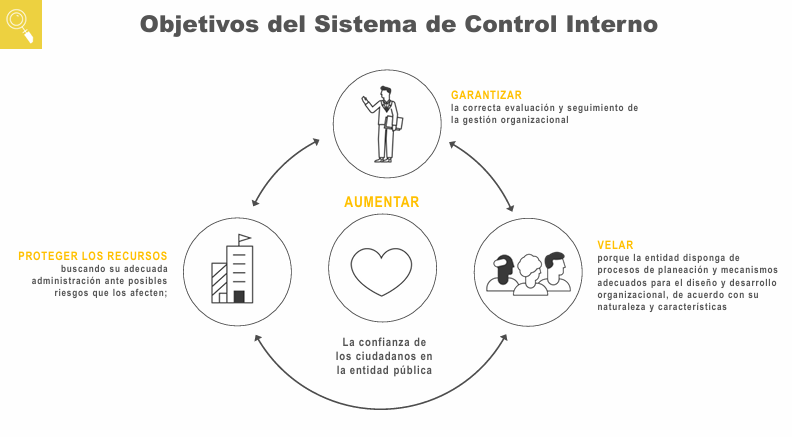 Objetivos del Sistema de Control Interno
GARANTIZAR
la correcta evaluación y seguimiento de
la gestión organizacional
AUMENTAR
La confianza de
los ciudadanos en
la entidad pública
PROTEGER LOS RECURSOS
buscando su adecuada
administración ante posibles
riesgos que los afecten;
VELAR
porque la entidad disponga de
procesos de planeación y mecanismos
adecuados para el diseño y desarrollo
organizacional, de acuerdo con su
naturaleza y características